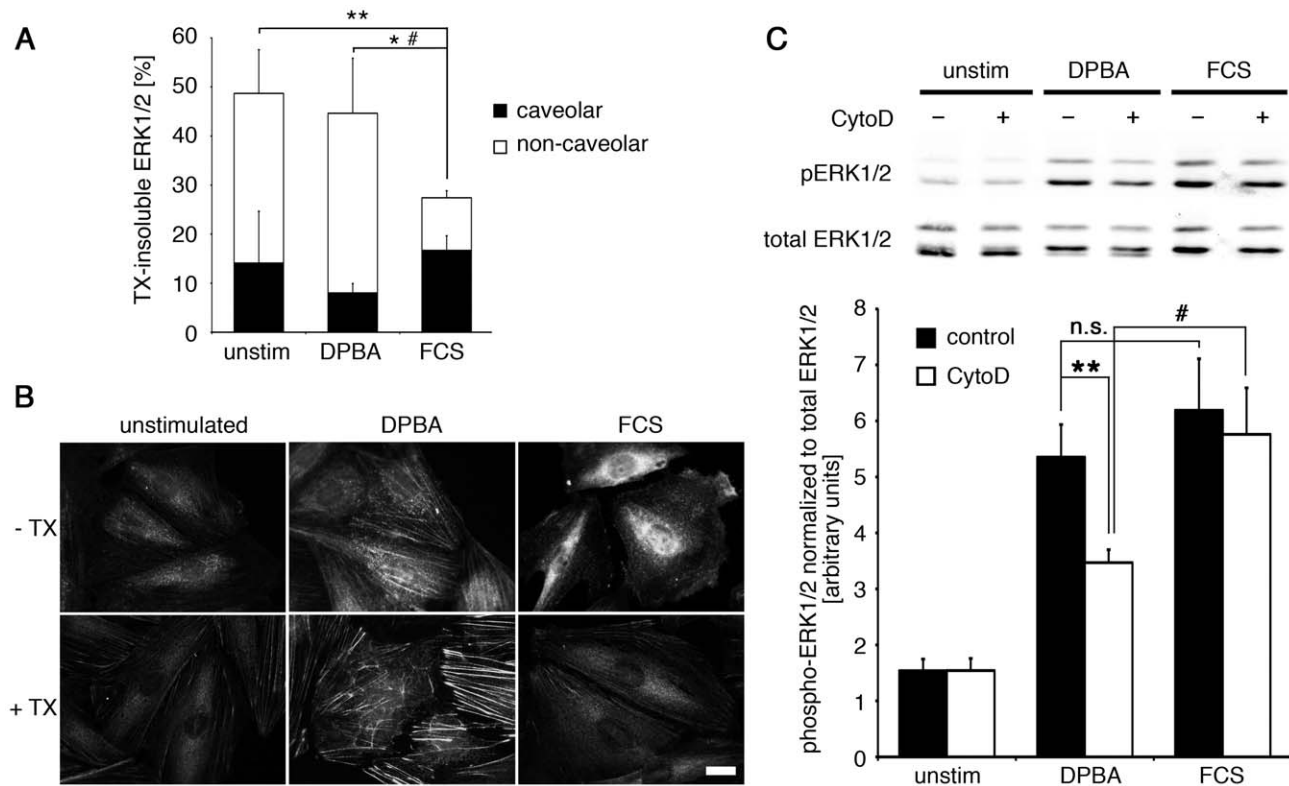 A
** 
* #
60
50
40
30
20
10
0
TX-insoluble ERK1/2 [%]
caveolar
non-caveolar
unstim DPBA FCS
B
unstimulated DPBA FCS
- TX
+ TX
C
unstim DPBA FCS
CytoD − + − + − +
pERK1/2
total ERK1/2
8
7
6
5
4
3
2
1
0
phospho-ERK1/2 normalized to total ERK1/2
[arbitrary units]
control
CytoD
n.s.
#
**
unstim DPBA FCS